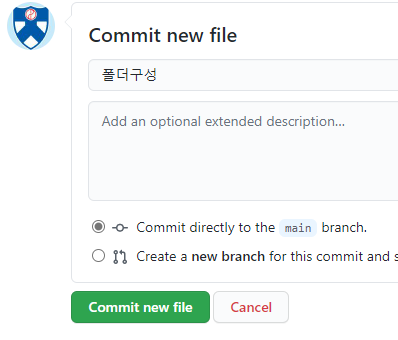 Commit new file
폴더구성
Add an optional extended description...
Commit directly to the main branch.
Create a new branch for this commit and s
Commit new file
Cancel